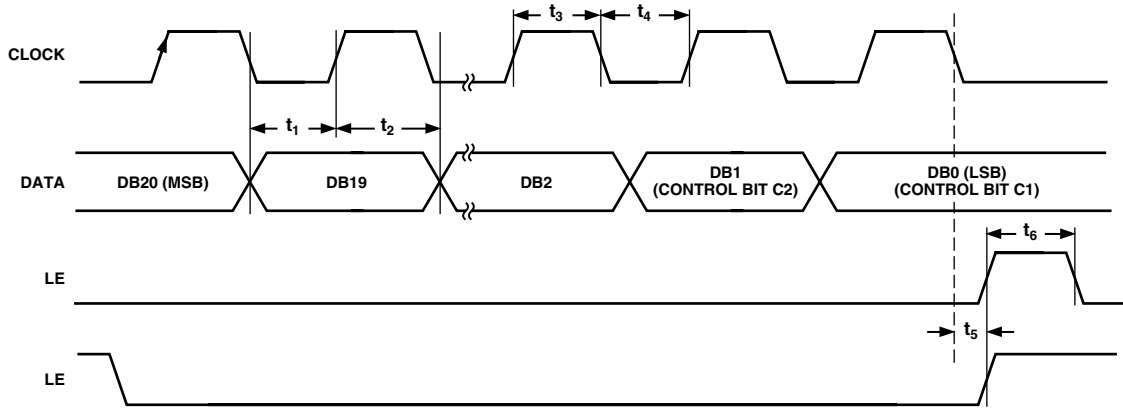 t3 t4
CLOCK
t1 t2
DATA DB20 (MSB) DB19 DB2 DB1 (CONTROL BIT C2) DB0 (LSB) (CONTROL BIT C1)
t6
LE
t5
LE